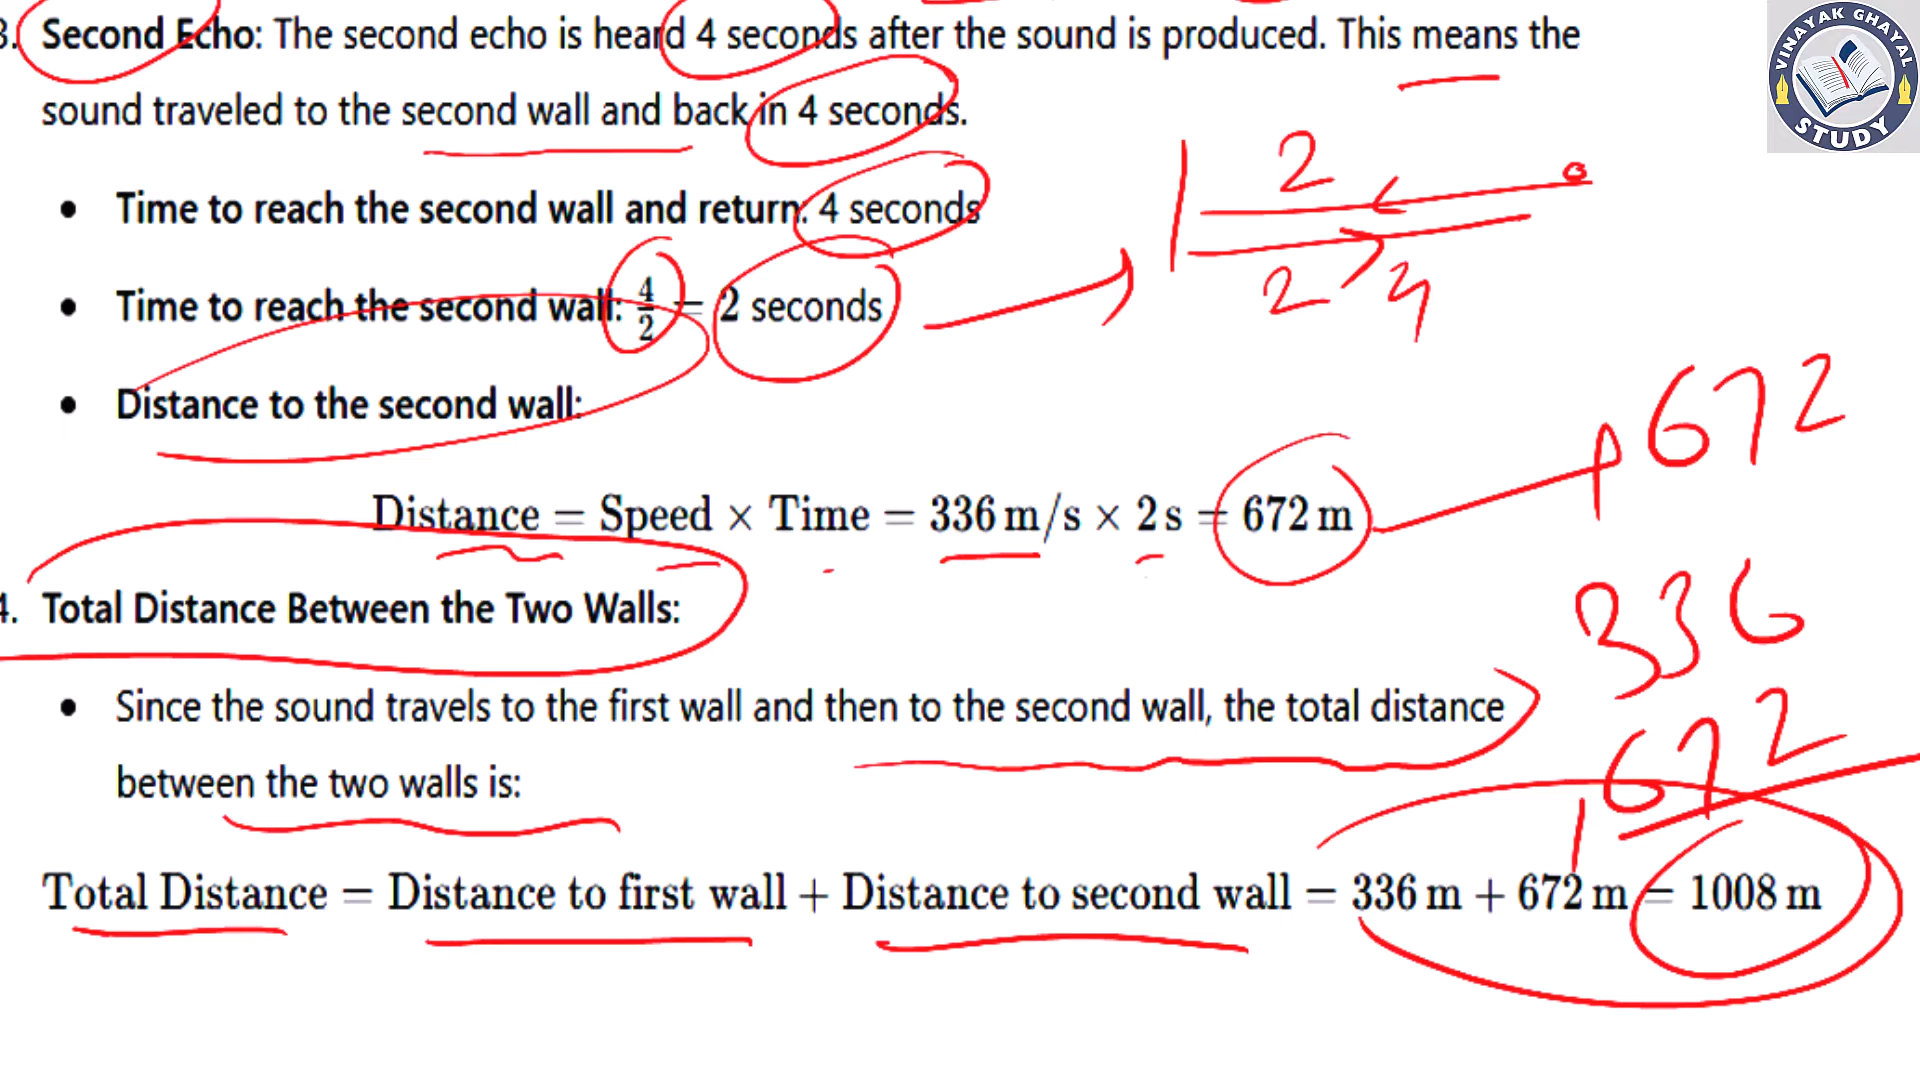 3. Second Echo: The second echo is heard 4 seconds after the sound is produced. This means the
sound traveled to the second wall and back in 4 seconds.
• Time to reach the second wall and return: 4 seconds
• Time to reach the second wall: 4/2 = 2 seconds
• Distance to the second wall:
Distance = Speed × Time = 336 m/s × 2 s = 672 m
4. Total Distance Between the Two Walls:
• Since the sound travels to the first wall and then to the second wall, the total distance
between the two walls is:
Total Distance = Distance to first wall + Distance to second wall = 336 m + 672 m = 1008 m
VINAYAK GHAYAL
STUDY
2
2 4
672
336
672